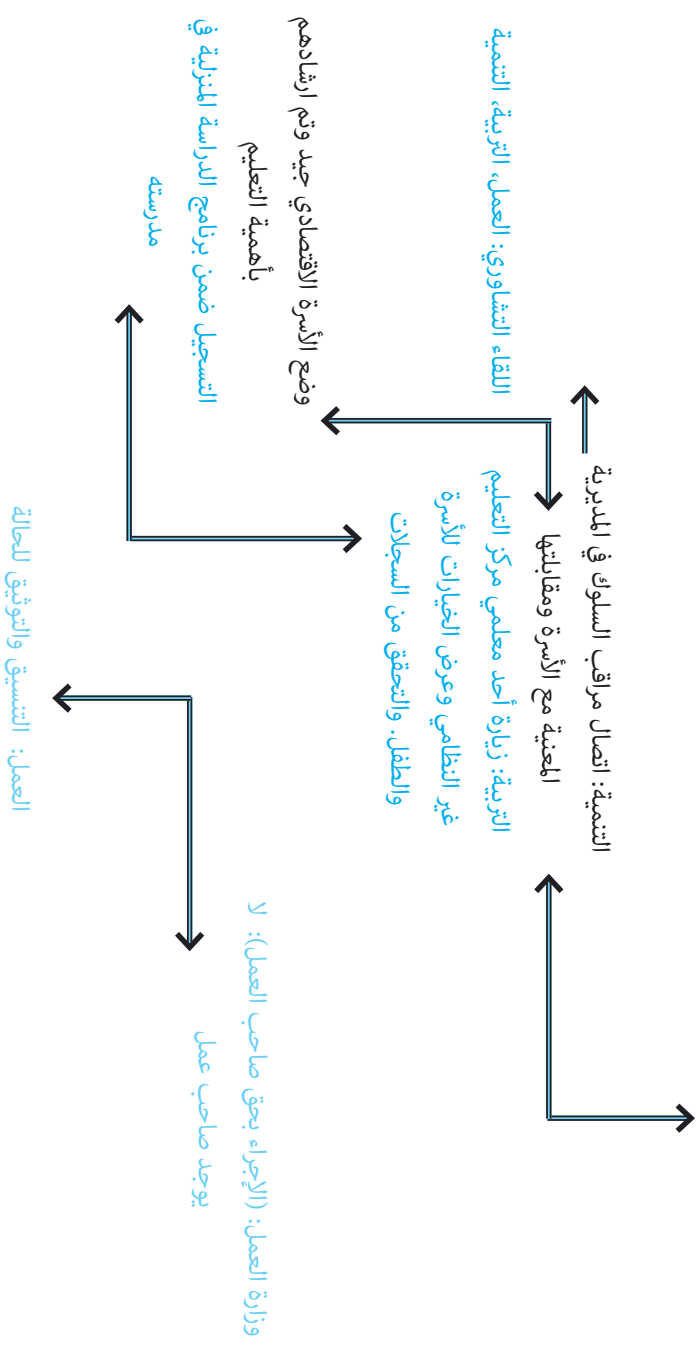 التنمية: اتصال مراقب السلوك في المديرية
المعنية مع الأسرة ومقابلتها
التربية: زيارة أحد معلمي مركز التعليم
غير النظامي وعرض الخيارات للأسرة
والطفل. والتحقق من السجلات
اللقاء التشاوري: العمل، التربية، التنمية
وضع الأسرة الاقتصادي جيد وتم ارشادهم
بأهمية التعليم
التسجيل ضمن برنامج الدراسة المنزلية في
مدرسته
وزارة العمل: (الإجراء بحق صاحب العمل): لا
يوجد صاحب عمل
العمل: التنسيق والتوثيق للحالة